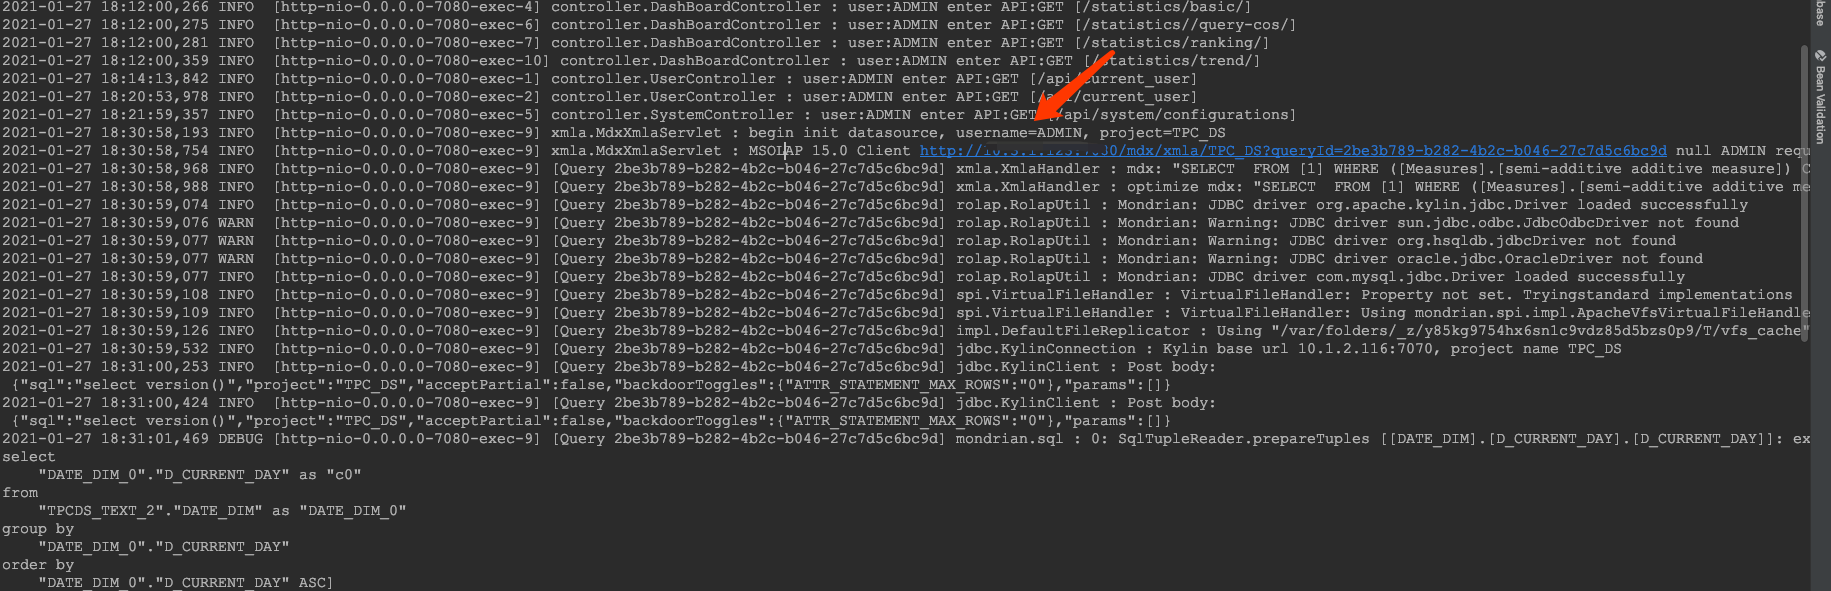 2021-01-27 18:12:00,266 INFO  [http-nio-0.0.0.0-7080-exec-4] controller.DashBoardController : user:ADMIN enter API:GET [/statistics/basic/]
2021-01-27 18:12:00,275 INFO  [http-nio-0.0.0.0-7080-exec-6] controller.DashBoardController : user:ADMIN enter API:GET [/statistics//query-cos/]
2021-01-27 18:12:00,281 INFO  [http-nio-0.0.0.0-7080-exec-7] controller.DashBoardController : user:ADMIN enter API:GET [/statistics/ranking/]
2021-01-27 18:12:00,359 INFO  [http-nio-0.0.0.0-7080-exec-10] controller.DashBoardController : user:ADMIN enter API:GET [/statistics/trend/]
2021-01-27 18:14:13,842 INFO  [http-nio-0.0.0.0-7080-exec-1] controller.UserController : user:ADMIN enter API:GET [/api/current_user]
2021-01-27 18:20:53,978 INFO  [http-nio-0.0.0.0-7080-exec-2] controller.UserController : user:ADMIN enter API:GET [/api/current_user]
2021-01-27 18:21:59,357 INFO  [http-nio-0.0.0.0-7080-exec-5] controller.SystemController : user:ADMIN enter API:GET [/api/system/configurations]
2021-01-27 18:30:58,193 INFO  [http-nio-0.0.0.0-7080-exec-9] xmla.MdxXmlaServlet : begin init datasource, username=ADMIN, project=TPC_DS
2021-01-27 18:30:58,754 INFO  [http-nio-0.0.0.0-7080-exec-9] xmla.MdxXmlaServlet : MSOLAP 15.0 Client null ADMIN requ
2021-01-27 18:30:58,968 INFO  [http-nio-0.0.0.0-7080-exec-9] [Query 2be3b789-b282-4b2c-b046-27c7d5c6bc9d] xmla.XmlaHandler : mdx: "SELECT  FROM [1] WHERE ([Measures].[semi-additive additive measure]) C
2021-01-27 18:30:58,988 INFO  [http-nio-0.0.0.0-7080-exec-9] [Query 2be3b789-b282-4b2c-b046-27c7d5c6bc9d] xmla.XmlaHandler : optimize mdx: "SELECT  FROM [1] WHERE ([Measures].[semi-additive additive me
2021-01-27 18:30:59,074 INFO  [http-nio-0.0.0.0-7080-exec-9] [Query 2be3b789-b282-4b2c-b046-27c7d5c6bc9d] rolap.RolapUtil : Mondrian: JDBC driver org.apache.kylin.jdbc.Driver loaded successfully
2021-01-27 18:30:59,076 WARN  [http-nio-0.0.0.0-7080-exec-9] [Query 2be3b789-b282-4b2c-b046-27c7d5c6bc9d] rolap.RolapUtil : Mondrian: Warning: JDBC driver sun.jdbc.odbc.JdbcOdbcDriver not found
2021-01-27 18:30:59,077 WARN  [http-nio-0.0.0.0-7080-exec-9] [Query 2be3b789-b282-4b2c-b046-27c7d5c6bc9d] rolap.RolapUtil : Mondrian: Warning: JDBC driver org.hsqldb.jdbcDriver not found
2021-01-27 18:30:59,077 WARN  [http-nio-0.0.0.0-7080-exec-9] [Query 2be3b789-b282-4b2c-b046-27c7d5c6bc9d] rolap.RolapUtil : Mondrian: Warning: JDBC driver oracle.jdbc.OracleDriver not found
2021-01-27 18:30:59,077 INFO  [http-nio-0.0.0.0-7080-exec-9] [Query 2be3b789-b282-4b2c-b046-27c7d5c6bc9d] rolap.RolapUtil : Mondrian: JDBC driver com.mysql.jdbc.Driver loaded successfully
2021-01-27 18:30:59,108 INFO  [http-nio-0.0.0.0-7080-exec-9] [Query 2be3b789-b282-4b2c-b046-27c7d5c6bc9d] spi.VirtualFileHandler : VirtualFileHandler: Property not set. Tryingstandard implementations
2021-01-27 18:30:59,109 INFO  [http-nio-0.0.0.0-7080-exec-9] [Query 2be3b789-b282-4b2c-b046-27c7d5c6bc9d] spi.VirtualFileHandler : VirtualFileHandler: Using mondrian.spi.impl.ApacheVfsVirtualFileHandle
2021-01-27 18:30:59,126 INFO  [http-nio-0.0.0.0-7080-exec-9] [Query 2be3b789-b282-4b2c-b046-27c7d5c6bc9d] impl.DefaultFileReplicator : Using "/var/folders/_z/y85kg9754hx6sn1c9vdz85d5bzs0p9/T/vfs_cache"
2021-01-27 18:30:59,532 INFO  [http-nio-0.0.0.0-7080-exec-9] [Query 2be3b789-b282-4b2c-b046-27c7d5c6bc9d] jdbc.KylinConnection : Kylin base url 10.1.2.116:7070, project name TPC_DS
2021-01-27 18:31:00,253 INFO  [http-nio-0.0.0.0-7080-exec-9] [Query 2be3b789-b282-4b2c-b046-27c7d5c6bc9d] jdbc.KylinClient : Post body:
{"sql":"select version()","project":"TPC_DS","acceptPartial":false,"backdoorToggles":{"ATTR_STATEMENT_MAX_ROWS":"0"},"params":[]}
2021-01-27 18:31:00,424 INFO  [http-nio-0.0.0.0-7080-exec-9] [Query 2be3b789-b282-4b2c-b046-27c7d5c6bc9d] jdbc.KylinClient : Post body:
{"sql":"select version()","project":"TPC_DS","acceptPartial":false,"backdoorToggles":{"ATTR_STATEMENT_MAX_ROWS":"0"},"params":[]}
2021-01-27 18:31:01,469 DEBUG [http-nio-0.0.0.0-7080-exec-9] [Query 2be3b789-b282-4b2c-b046-27c7d5c6bc9d] mondrian.sql : 0: SqlTupleReader.prepareTuples [[DATE_DIM].[D_CURRENT_DAY].[D_CURRENT_DAY]]: ex
select
"DATE_DIM_0"."D_CURRENT_DAY" as "c0"
from
"TPCDS_TEXT_2"."DATE_DIM" as "DATE_DIM_0"
group by
"DATE_DIM_0"."D_CURRENT_DAY"
order by
"DATE_DIM_0"."D_CURRENT_DAY" ASC]
base
Bean Validation